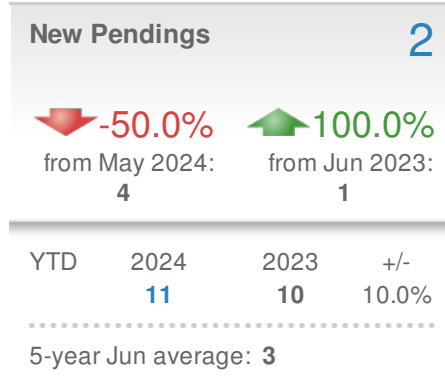 New Pendings 2
-50.0% 100.0%
from May 2024: from Jun 2023:
4 1
YTD 2024 2023 +/-
11 10 10.0%
5-year Jun average: 3